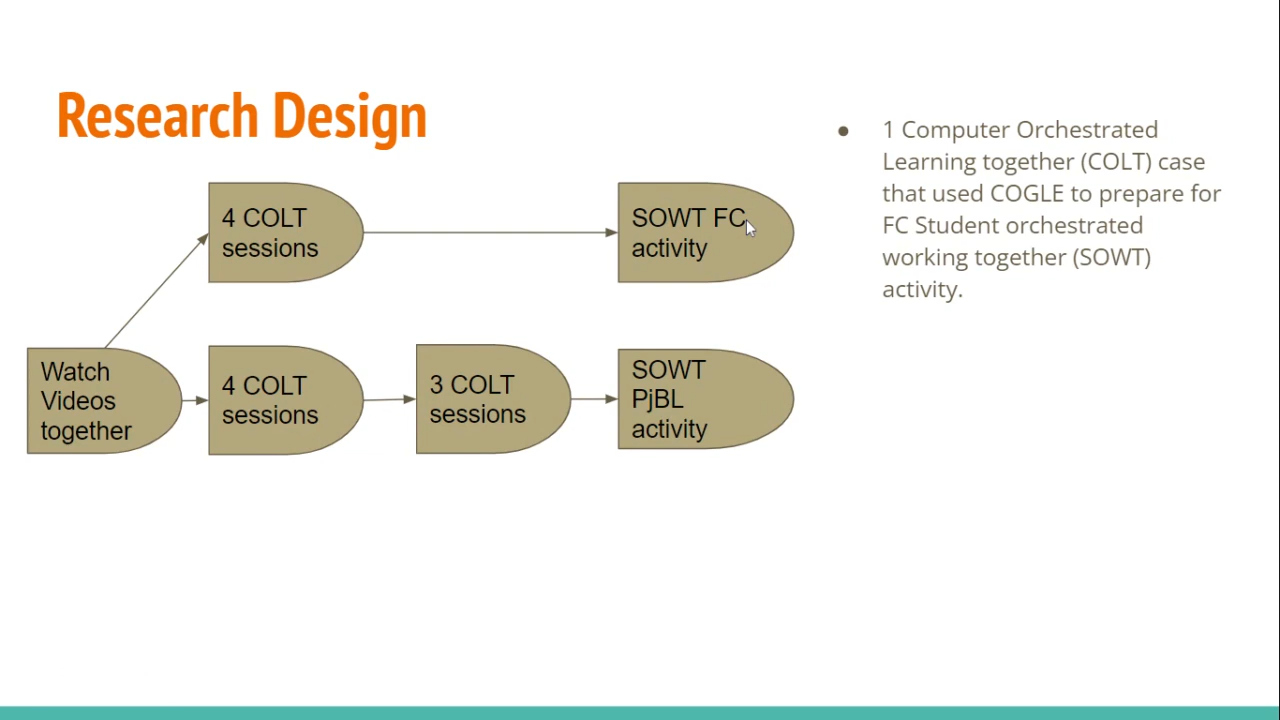 Research Design
4 COLT
sessions
SOWT FC
activity
Watch
Videos
together
4 COLT
sessions
3 COLT
sessions
SOWT
PjBL
activity
● 1 Computer Orchestrated
Learning together (COLT) case
that used COGLE to prepare for
FC Student orchestrated
working together (SOWT)
activity.